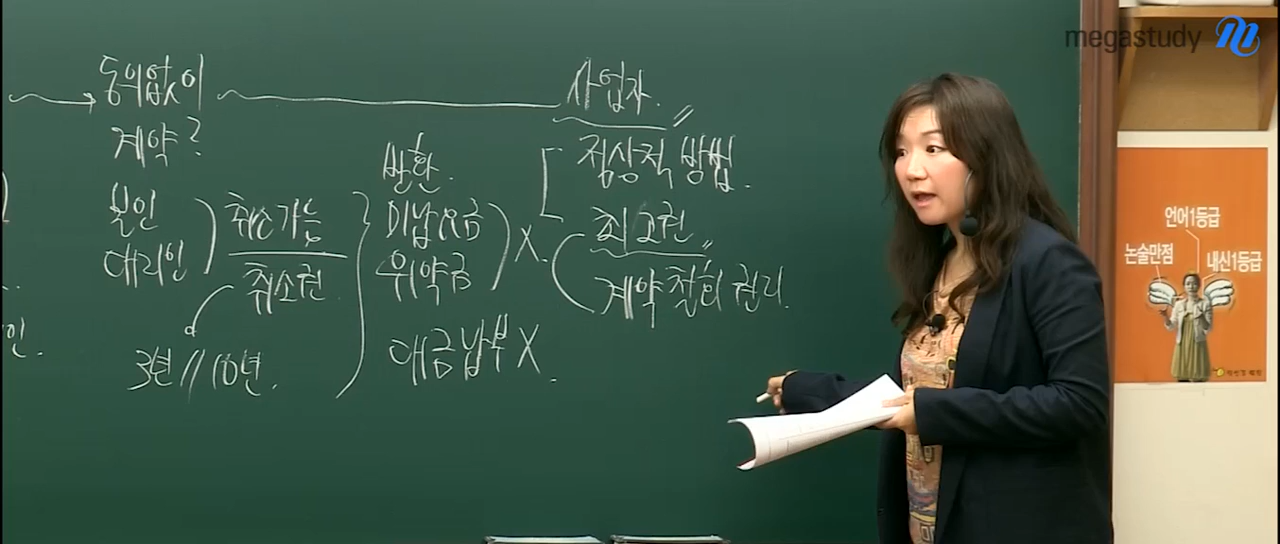 동의없이
계약?
본인
대리인
취소가능
취소권
3년 // 10년.
반환.
미납요금
위약금
X.
대금납부 X.
사업자.
정상적 방법.
최고권
계약 철회 권리.
인.
megastudy
언어1등급
논술만점
내신1등급